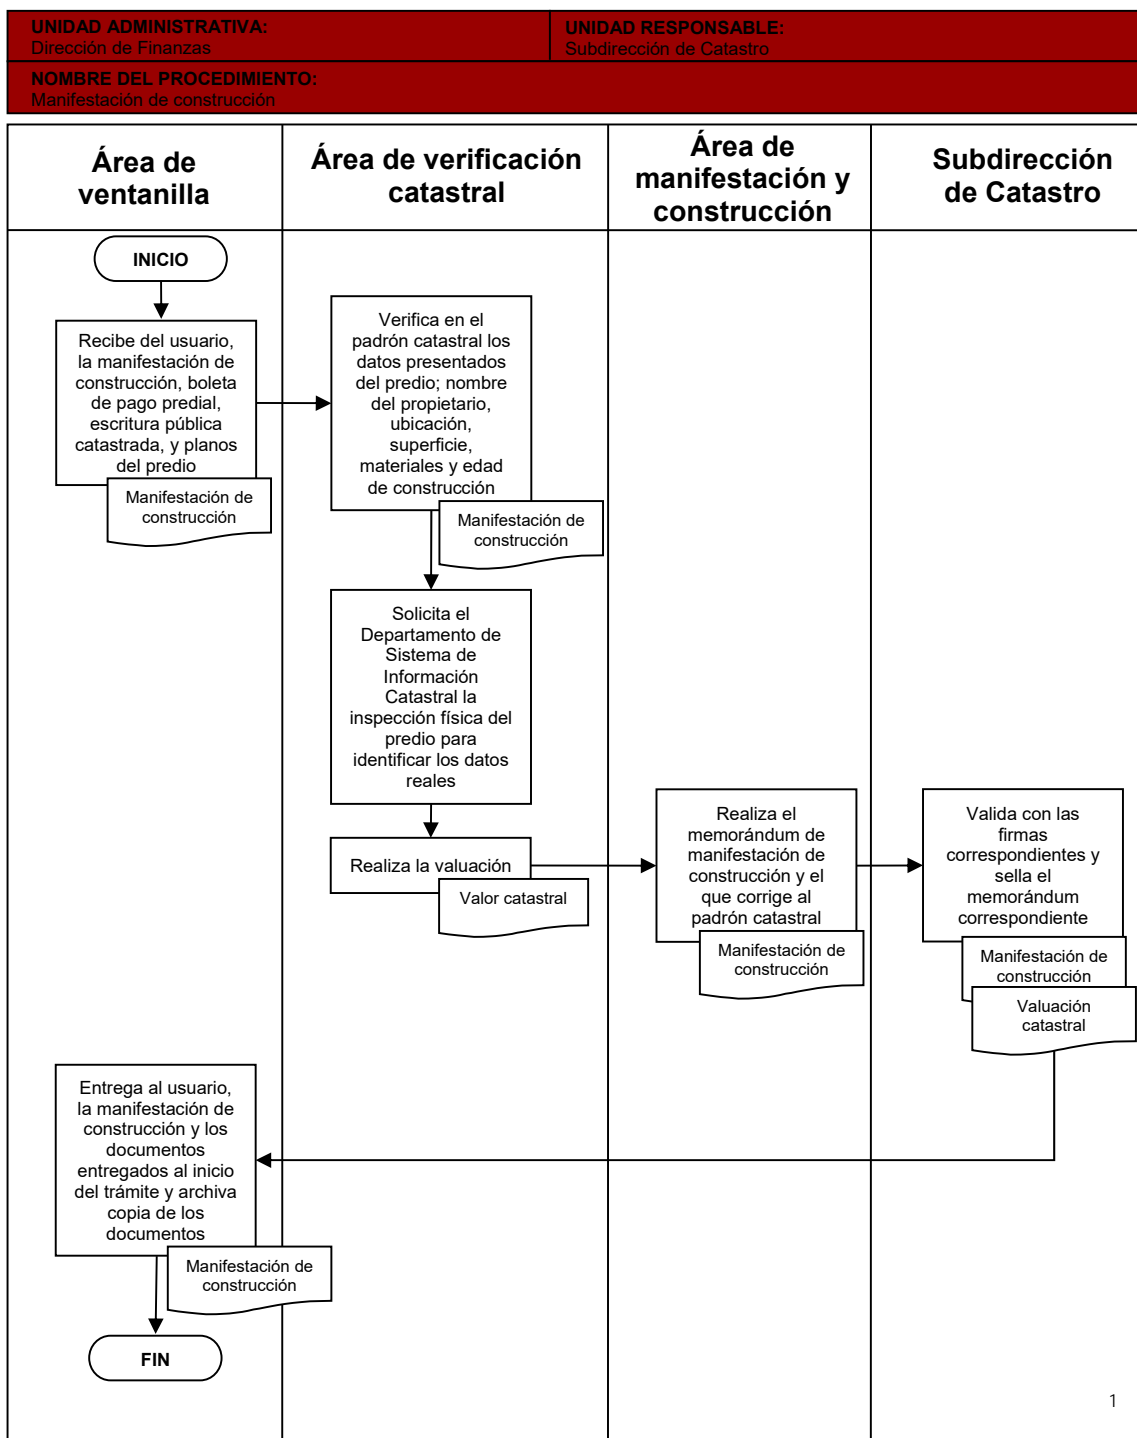 UNIDAD ADMINISTRATIVA:
Dirección de Finanzas
UNIDAD RESPONSABLE:
Subdirección de Catastro
NOMBRE DEL PROCEDIMIENTO:
Manifestación de construcción
Área de
ventanilla
Área de verificación
catastral
Área de
manifestación y
construcción
Subdirección
de Catastro
INICIO
Recibe del usuario,
la manifestación de
construcción, boleta
de pago predial,
escritura pública
catastrada, y planos
del predio
Manifestación de
construcción
Verifica en el
padrón catastral los
datos presentados
del predio; nombre
del propietario,
ubicación,
superficie,
materiales y edad
de construcción
Manifestación de
construcción
Solicita el
Departamento de
Sistema de
Información
Catastral la
inspección física del
predio para
identificar los datos
reales
Realiza la valuación
Valor catastral
Realiza el
memorándum de
manifestación de
construcción y el
que corrige al
padrón catastral
Manifestación de
construcción
Valida con las
firmas
correspondientes y
sella el
memorándum
correspondiente
Manifestación de
construcción
Valuación
catastral
Entrega al usuario,
la manifestación de
construcción y los
documentos
entregados al inicio
del trámite y archiva
copia de los
documentos
Manifestación de
construcción
FIN
1